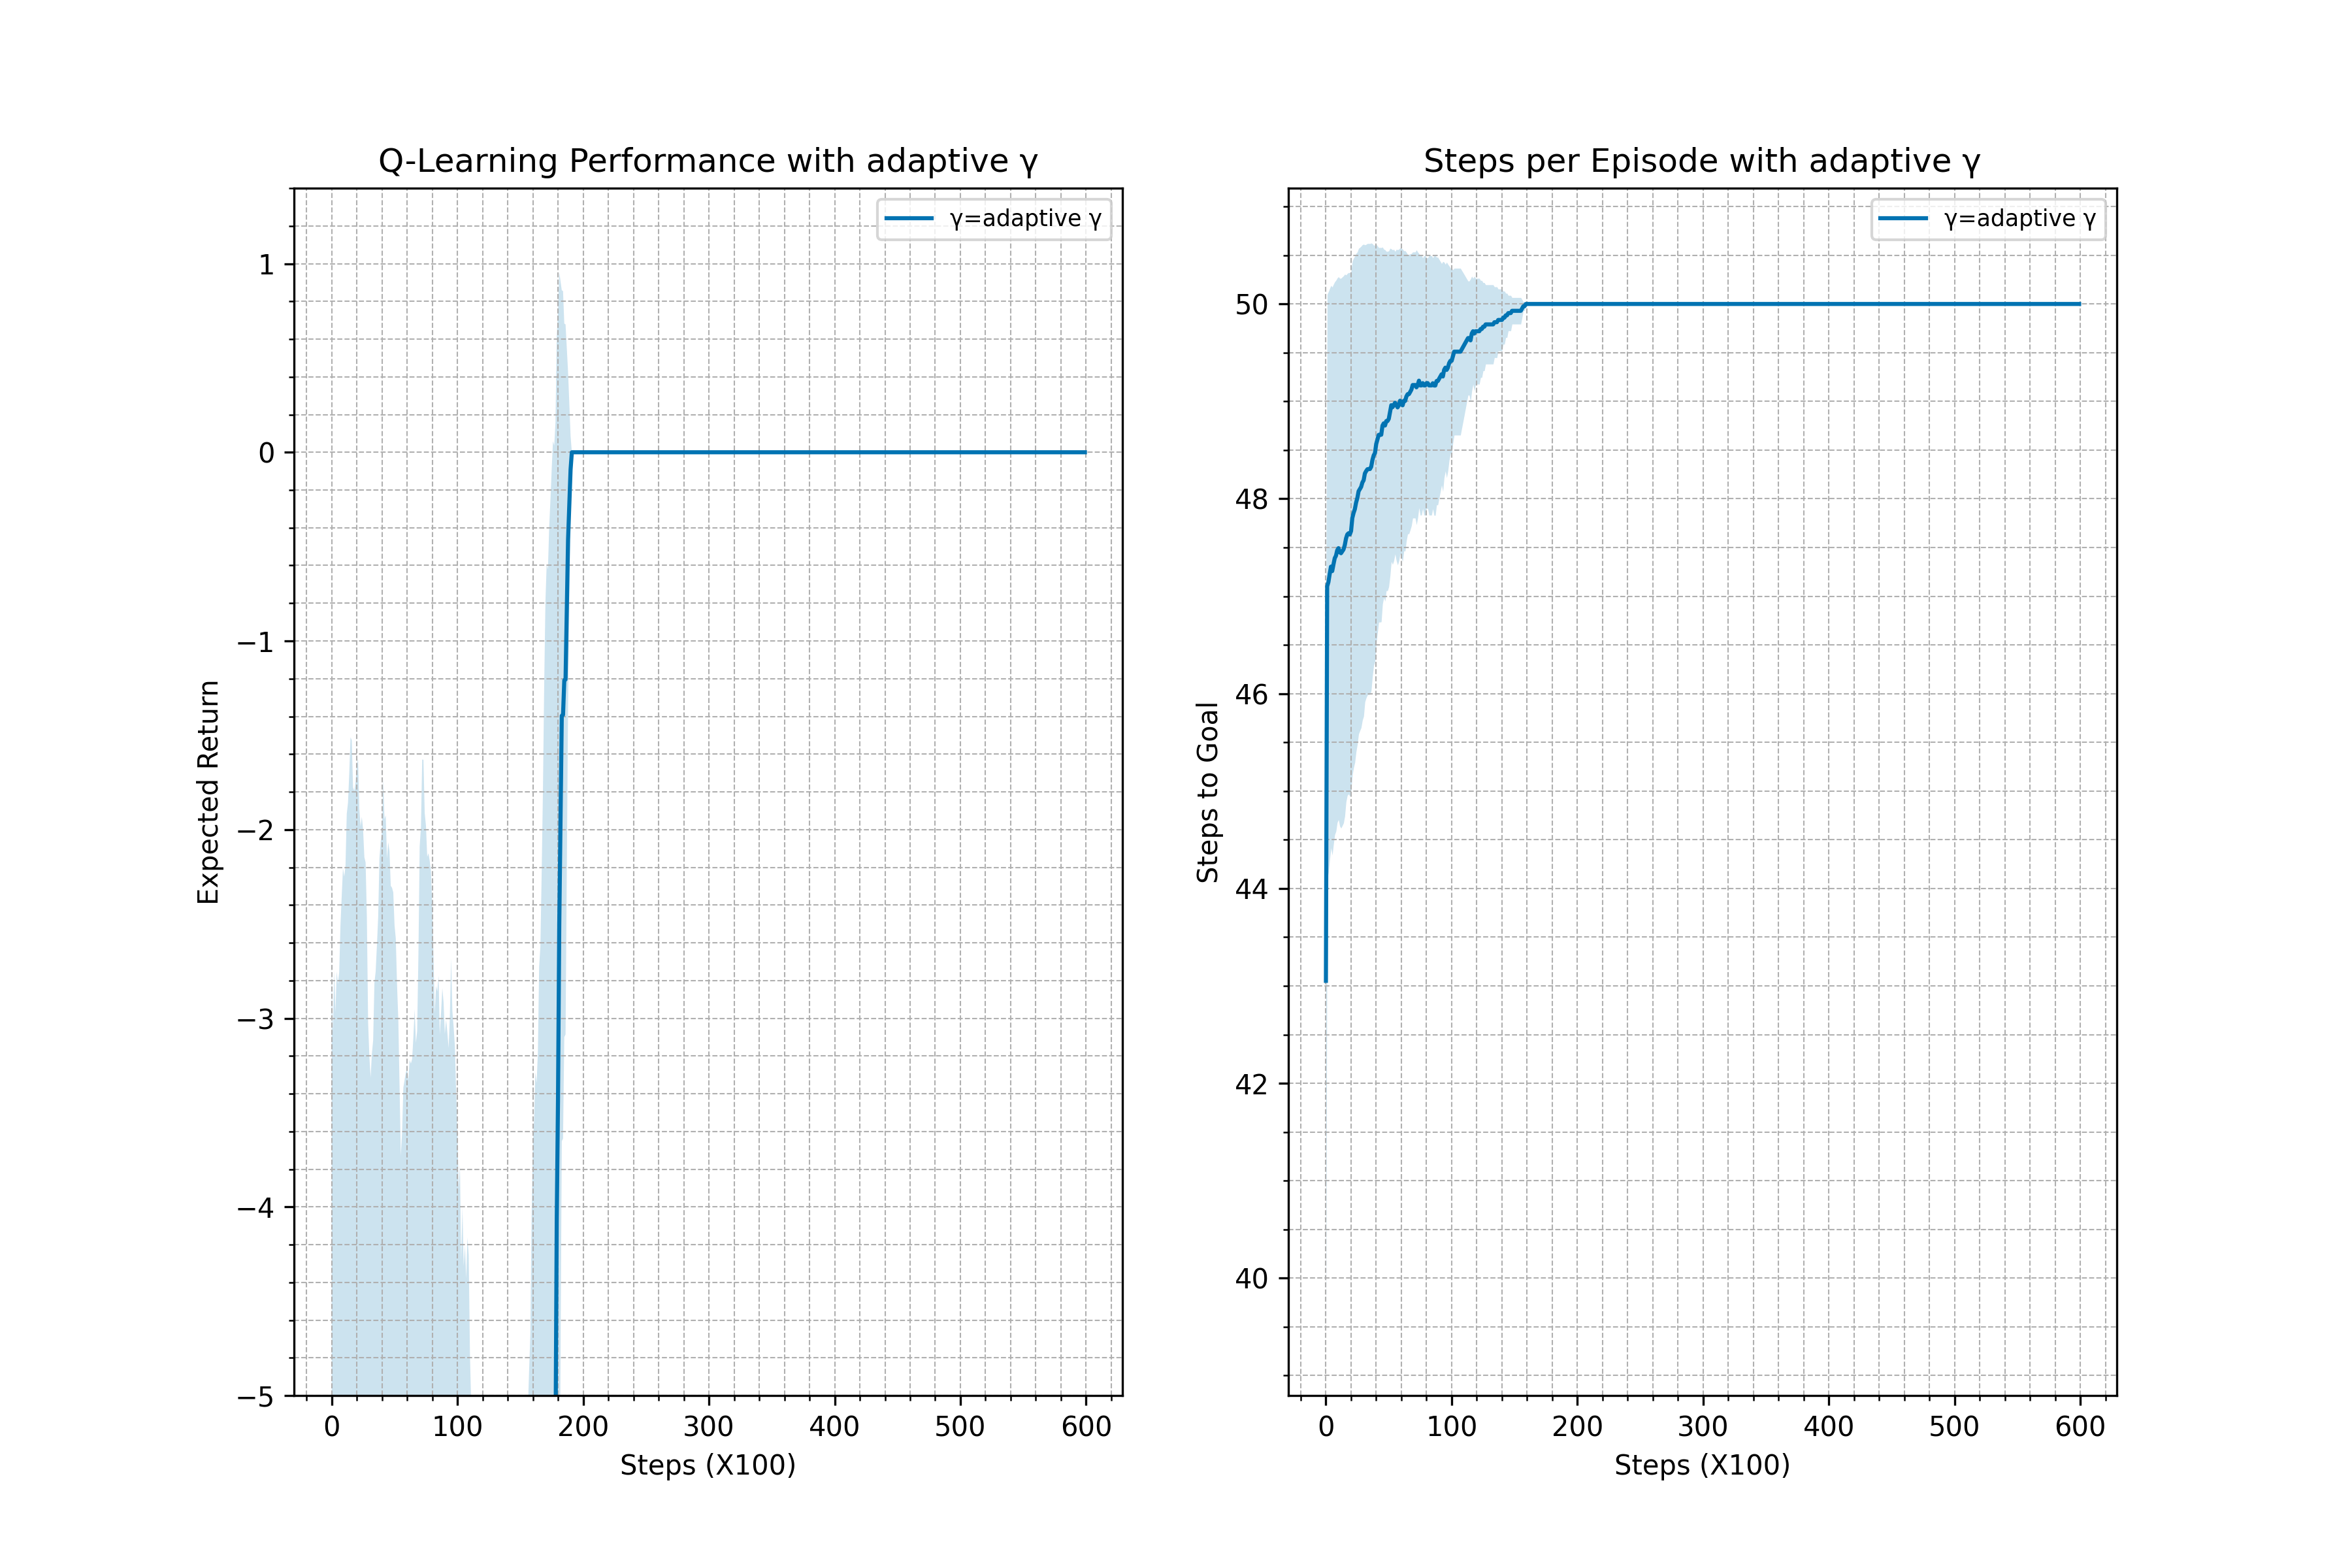 Q-Learning Performance with adaptive γ
γ=adaptive γ
1
0
−1
−2
−3
−4
−5
Expected Return
0 100 200 300 400 500 600
Steps (X100)
Steps per Episode with adaptive γ
γ=adaptive γ
50
48
46
44
42
40
Steps to Goal
0 100 200 300 400 500 600
Steps (X100)